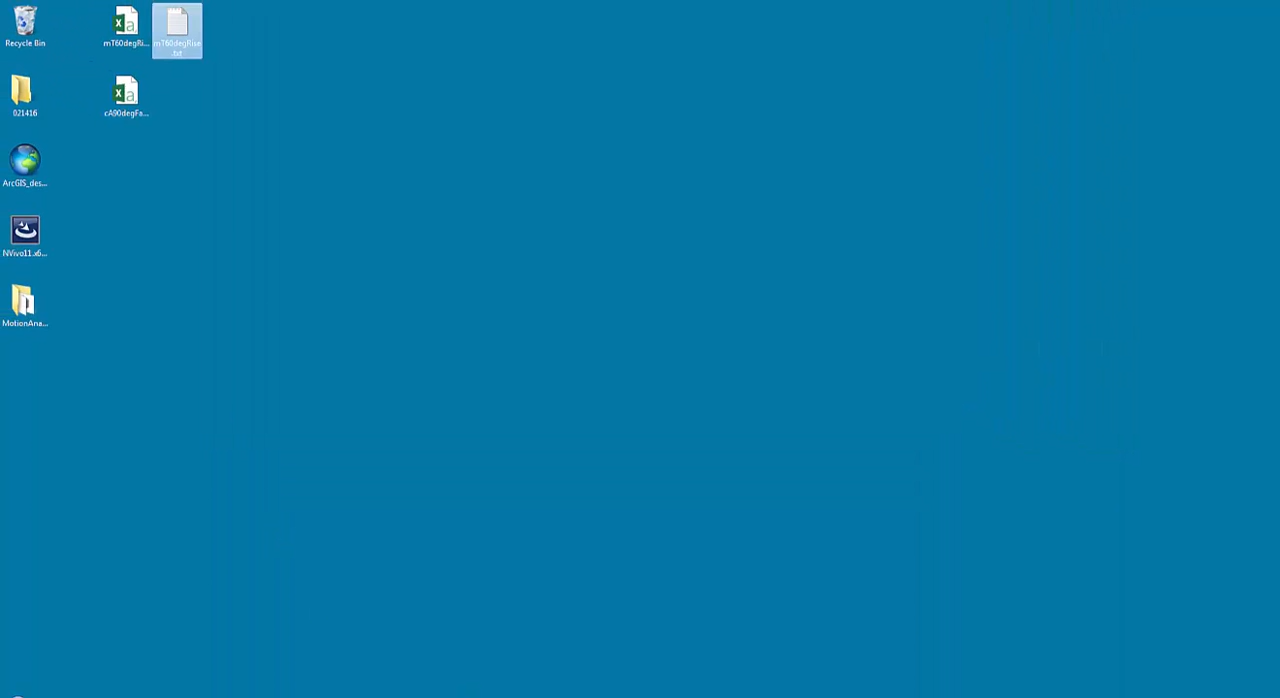 Recycle Bin
mT60degRi...
mT60degRise
.txt
021416
cA90degFa...
ArcGIS_des...
NVivo11.x6...
MotionAna...